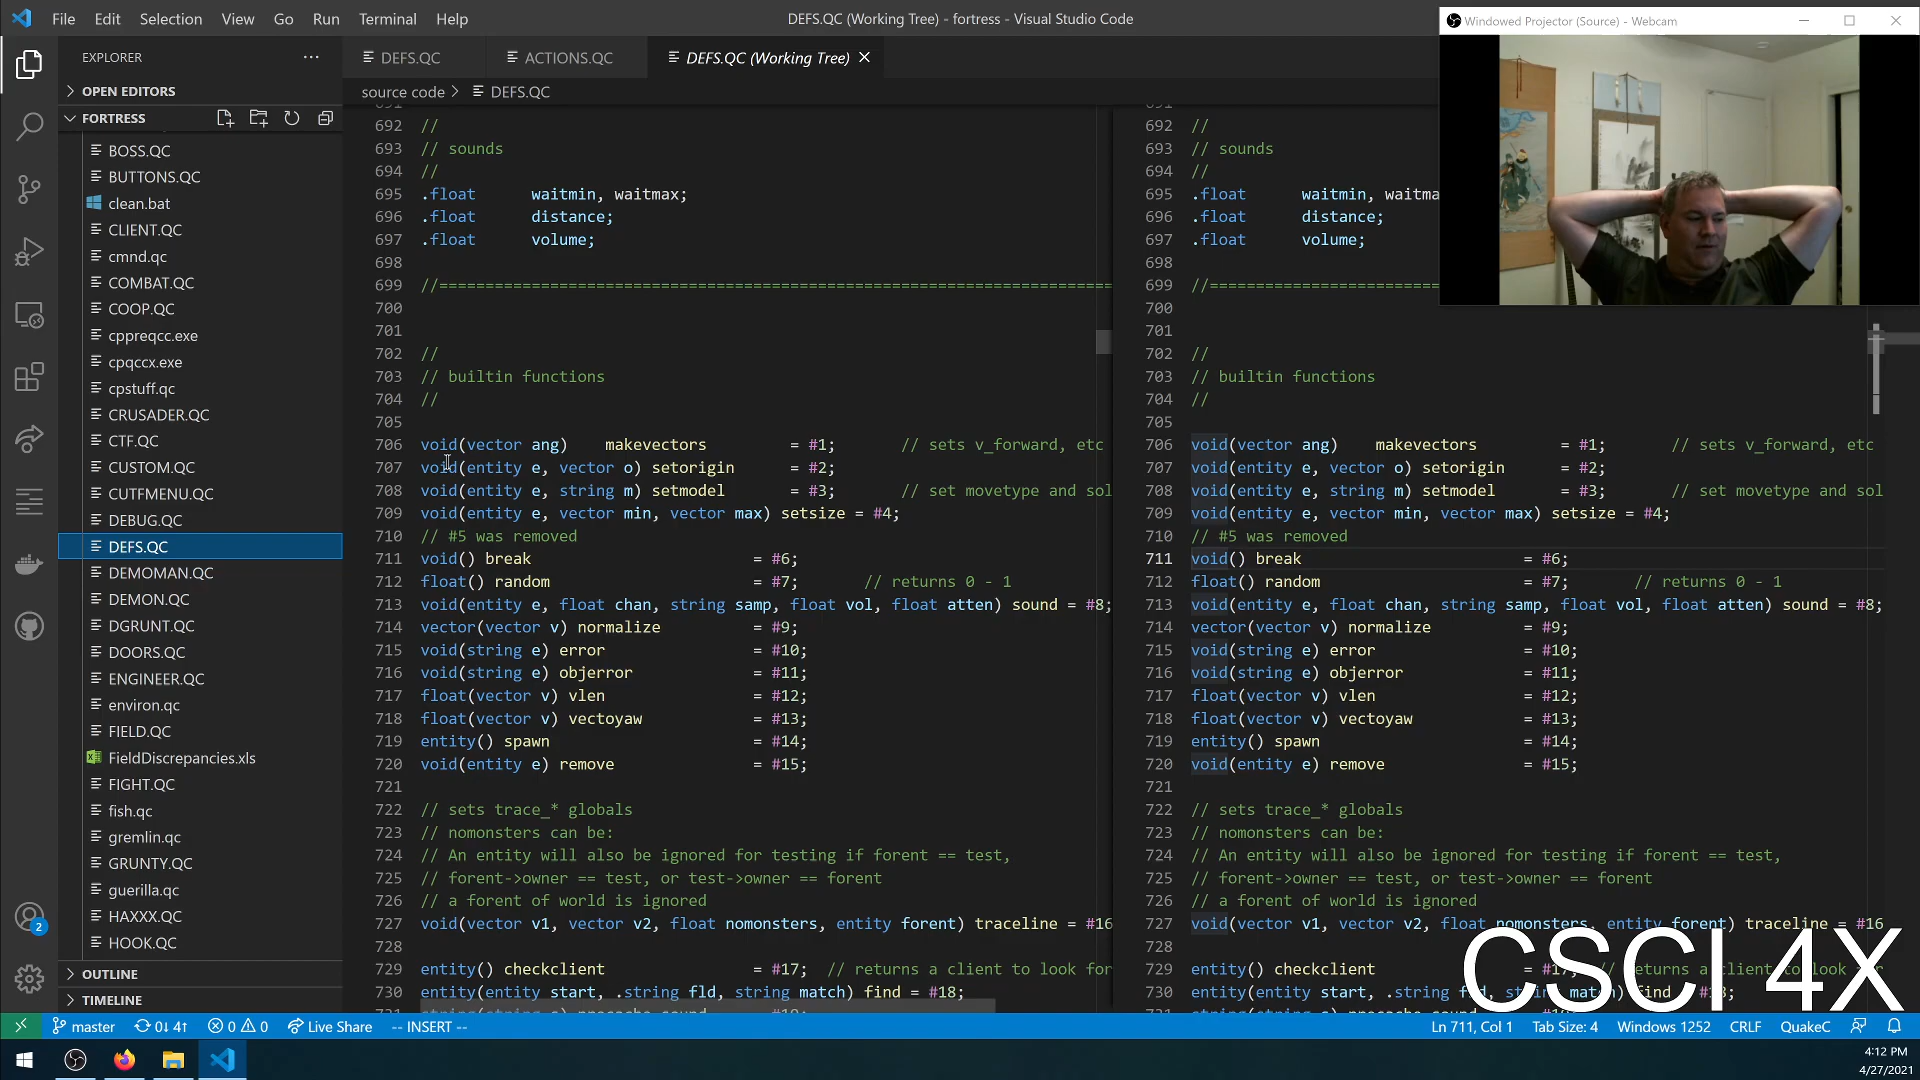 File Edit Selection View Go Run Terminal Help
DEFS.QC (Working Tree) - fortress - Visual Studio Code
Windowed Projector (Source) - Webcam
EXPLORER
OPEN EDITORS
FORTRESS
BOSS.QC
BUTTONS.QC
clean.bat
CLIENT.QC
cmnd.qc
COMBAT.QC
COOP.QC
cppreqcc.exe
cpqccx.exe
cpstuff.qc
CRUSADER.QC
CTF.QC
CUSTOM.QC
CUTFMENU.QC
DEBUG.QC
DEFS.QC
DEMOMAN.QC
DEMON.QC
DGRUNT.QC
DOORS.QC
ENGINEER.QC
environ.qc
FIELD.QC
FieldDiscrepancies.xls
FIGHT.QC
fish.qc
gremlin.qc
GRUNTY.QC
guerilla.qc
HAXXX.QC
HOOK.QC
OUTLINE
TIMELINE
DEFS.QC
ACTIONS.QC
DEFS.QC (Working Tree)
source code > DEFS.QC
691
692 //
693 // sounds
694 //
695 .float waitmin, waitmax;
696 .float distance;
697 .float volume;
698
699 //=========================================================================
700
701
702 //
703 // builtin functions
704 //
705
706 void(vector ang) makevectors = #1; // sets v_forward, etc
707 void(entity e, vector o) setorigin = #2;
708 void(entity e, string m) setmodel = #3; // set movetype and sol
709 void(entity e, vector min, vector max) setsize = #4;
710 // #5 was removed
711 void() break = #6;
712 float() random = #7; // returns 0 - 1
713 void(entity e, float chan, string samp, float vol, float atten) sound = #8;
714 vector(vector v) normalize = #9;
715 void(string e) error = #10;
716 void(string e) objerror = #11;
717 float(vector v) vlen = #12;
718 float(vector v) vectoyaw = #13;
719 entity() spawn = #14;
720 void(entity e) remove = #15;
721
722 // sets trace_* globals
723 // nomonsters can be:
724 // An entity will also be ignored for testing if forent == test,
725 // forent->owner == test, or test->owner == forent
726 // a forent of world is ignored
727 void(vector v1, vector v2, float nomonsters, entity forent) traceline = #16
728
729 entity() checkclient = #17; // returns a client to look for
730 entity(entity start, .string fld, string match) find = #18;
691
692 //
693 // sounds
694 //
695 .float waitmin, waitma
696 .float distance;
697 .float volume;
698
699 //========================
700
701
702 //
703 // builtin functions
704 //
705
706 void(vector ang) makevectors = #1; // sets v_forward, etc
707 void(entity e, vector o) setorigin = #2;
708 void(entity e, string m) setmodel = #3; // set movetype and sol
709 void(entity e, vector min, vector max) setsize = #4;
710 // #5 was removed
711 void() break = #6;
712 float() random = #7; // returns 0 - 1
713 void(entity e, float chan, string samp, float vol, float atten) sound = #8;
714 vector(vector v) normalize = #9;
715 void(string e) error = #10;
716 void(string e) objerror = #11;
717 float(vector v) vlen = #12;
718 float(vector v) vectoyaw = #13;
719 entity() spawn = #14;
720 void(entity e) remove = #15;
721
722 // sets trace_* globals
723 // nomonsters can be:
724 // An entity will also be ignored for testing if forent == test,
725 // forent->owner == test, or test->owner == forent
726 // a forent of world is ignored
727 void(vector v1, vector v2, float nomonsters, entity forent) traceline = #16
728
729 entity() checkclient = #17; // returns a client to look for
730 entity(entity start, .string fld, string match) find = #18;
CSCI 4X
2
master 0↓ 4↑ 0 0 Live Share -- INSERT --
Ln 711, Col 1 Tab Size: 4 Windows 1252 CRLF QuakeC
4:12 PM
4/27/2021